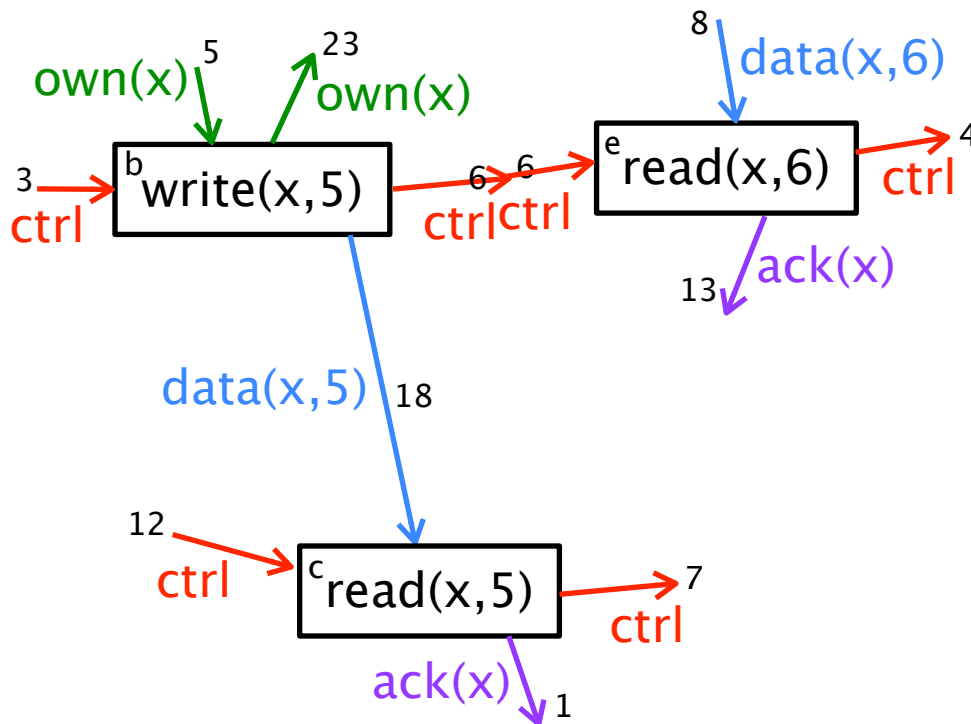 5
23
8
own(x)
own(x)
data(x,6)
3
b
write(x,5)
6
6
e
read(x,6)
4
ctrl
ctrl
ctrl
ctrl
13
ack(x)
data(x,5)
18
12
ctrl
c
read(x,5)
7
ctrl
ack(x)
1